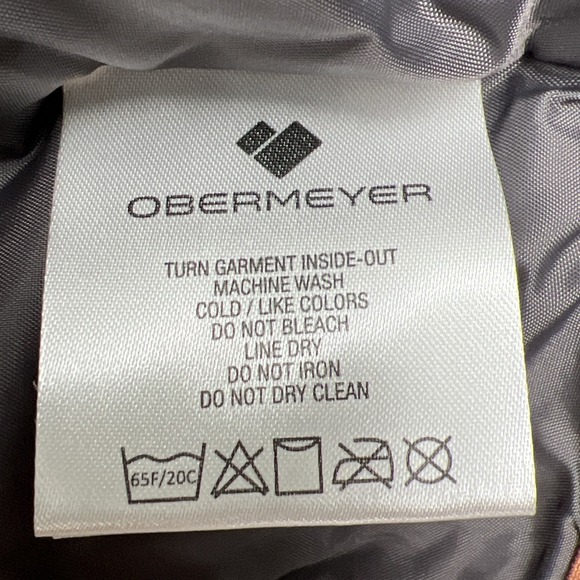 OBERMEYER
TURN GARMENT INSIDE-OUT
MACHINE WASH
COLD / LIKE COLORS
DO NOT BLEACH
LINE DRY
DO NOT IRON
DO NOT DRY CLEAN
65F/20C